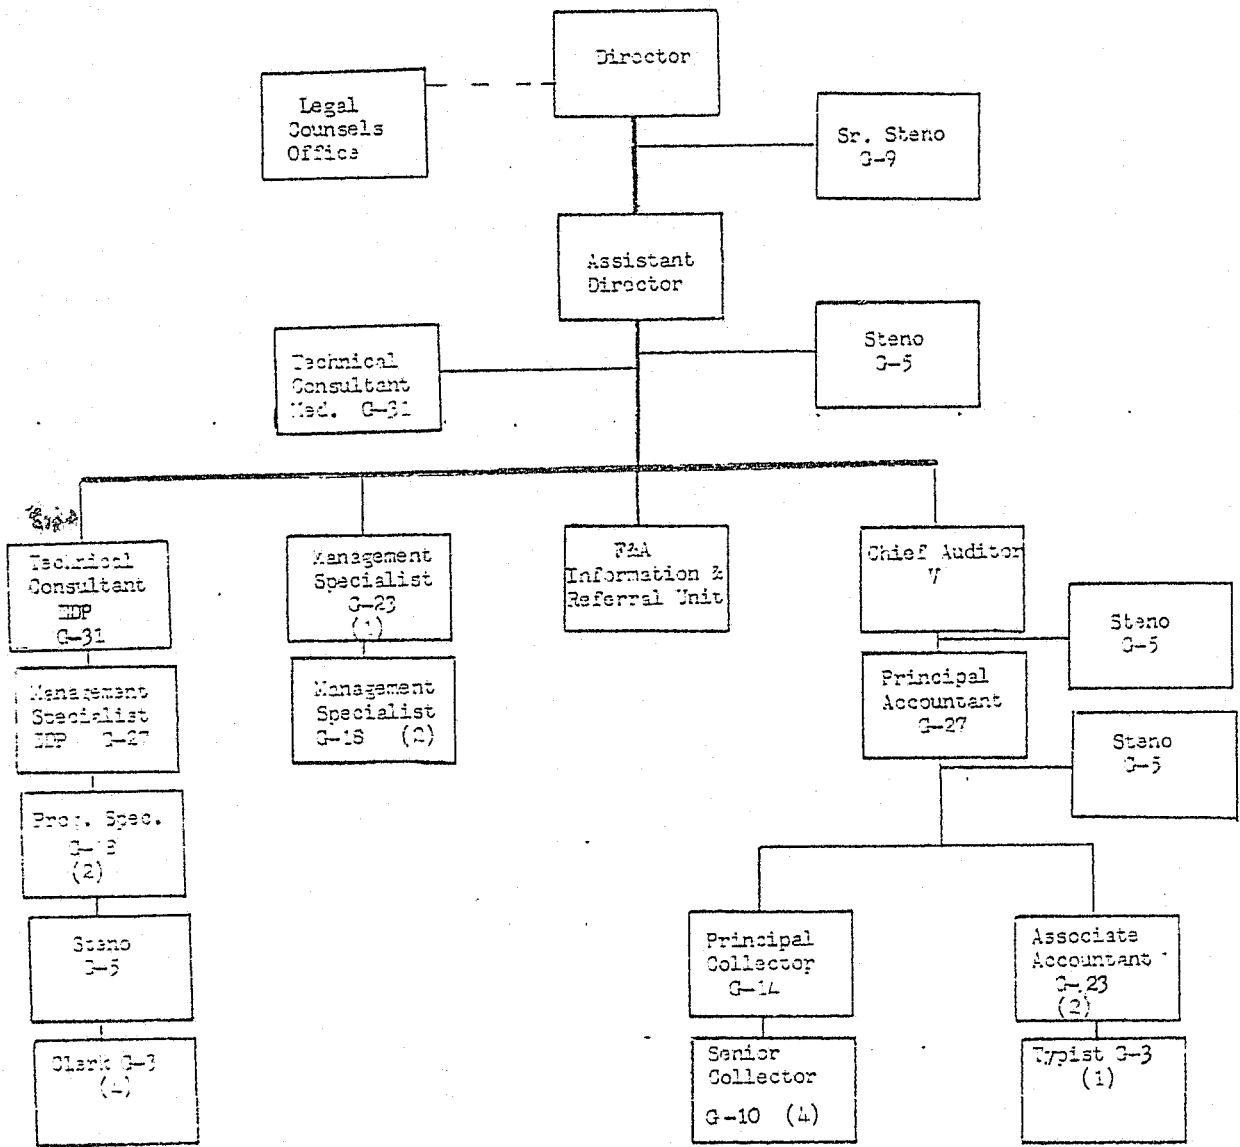 Director
Legal
Counsels
Office
Sr. Steno
G-9
Assistant
Director
Technical
Consultant
Med. G-31
Steno
G-5
Technical
Consultant
EDP
G-31
Management
Specialist
G-23
(1)
F&A
Information &
Referral Unit
Chief Auditor
V
Steno
G-5
Management
Specialist
EDP G-27
Management
Specialist
G-18 (2)
Principal
Accountant
G-27
Steno
G-5
Prog. Spec.
(2)
Steno
G-5
Principal
Collector
G-14
Associate
Accountant
G-23
(2)
Clerk G-3
(4)
Senior
Collector
G-10 (4)
Typist G-3
(1)